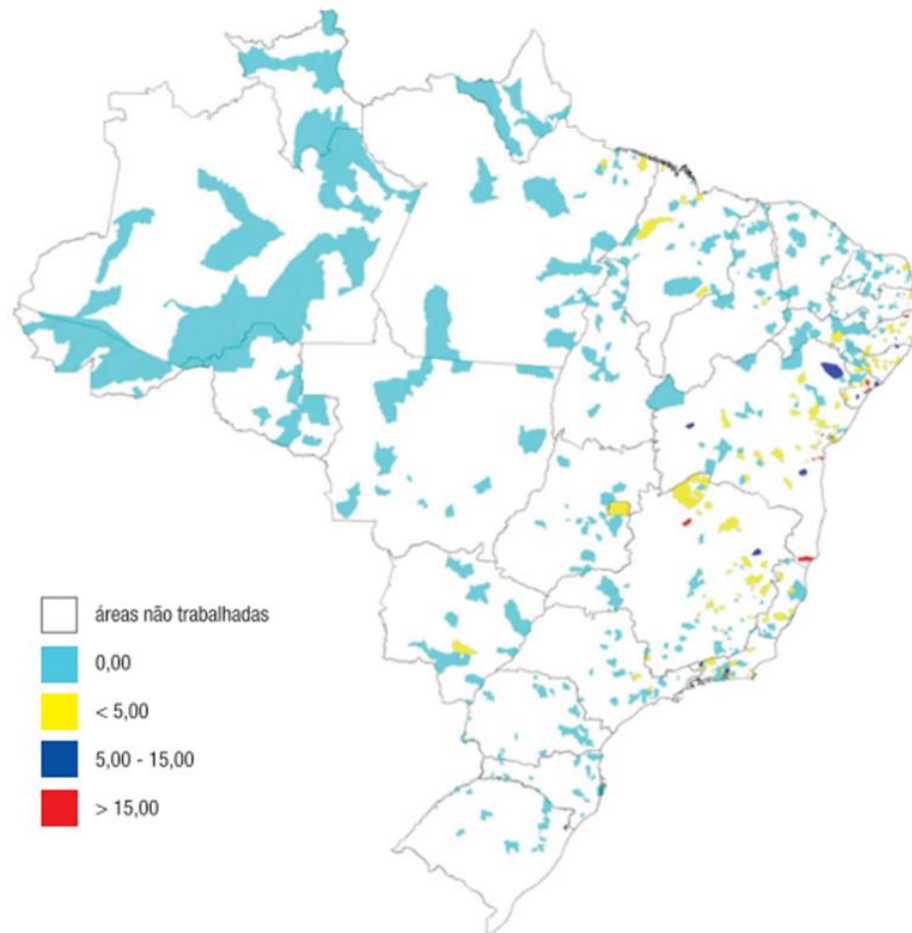 áreas não trabalhadas
0,00
< 5,00
5,00 - 15,00
> 15,00